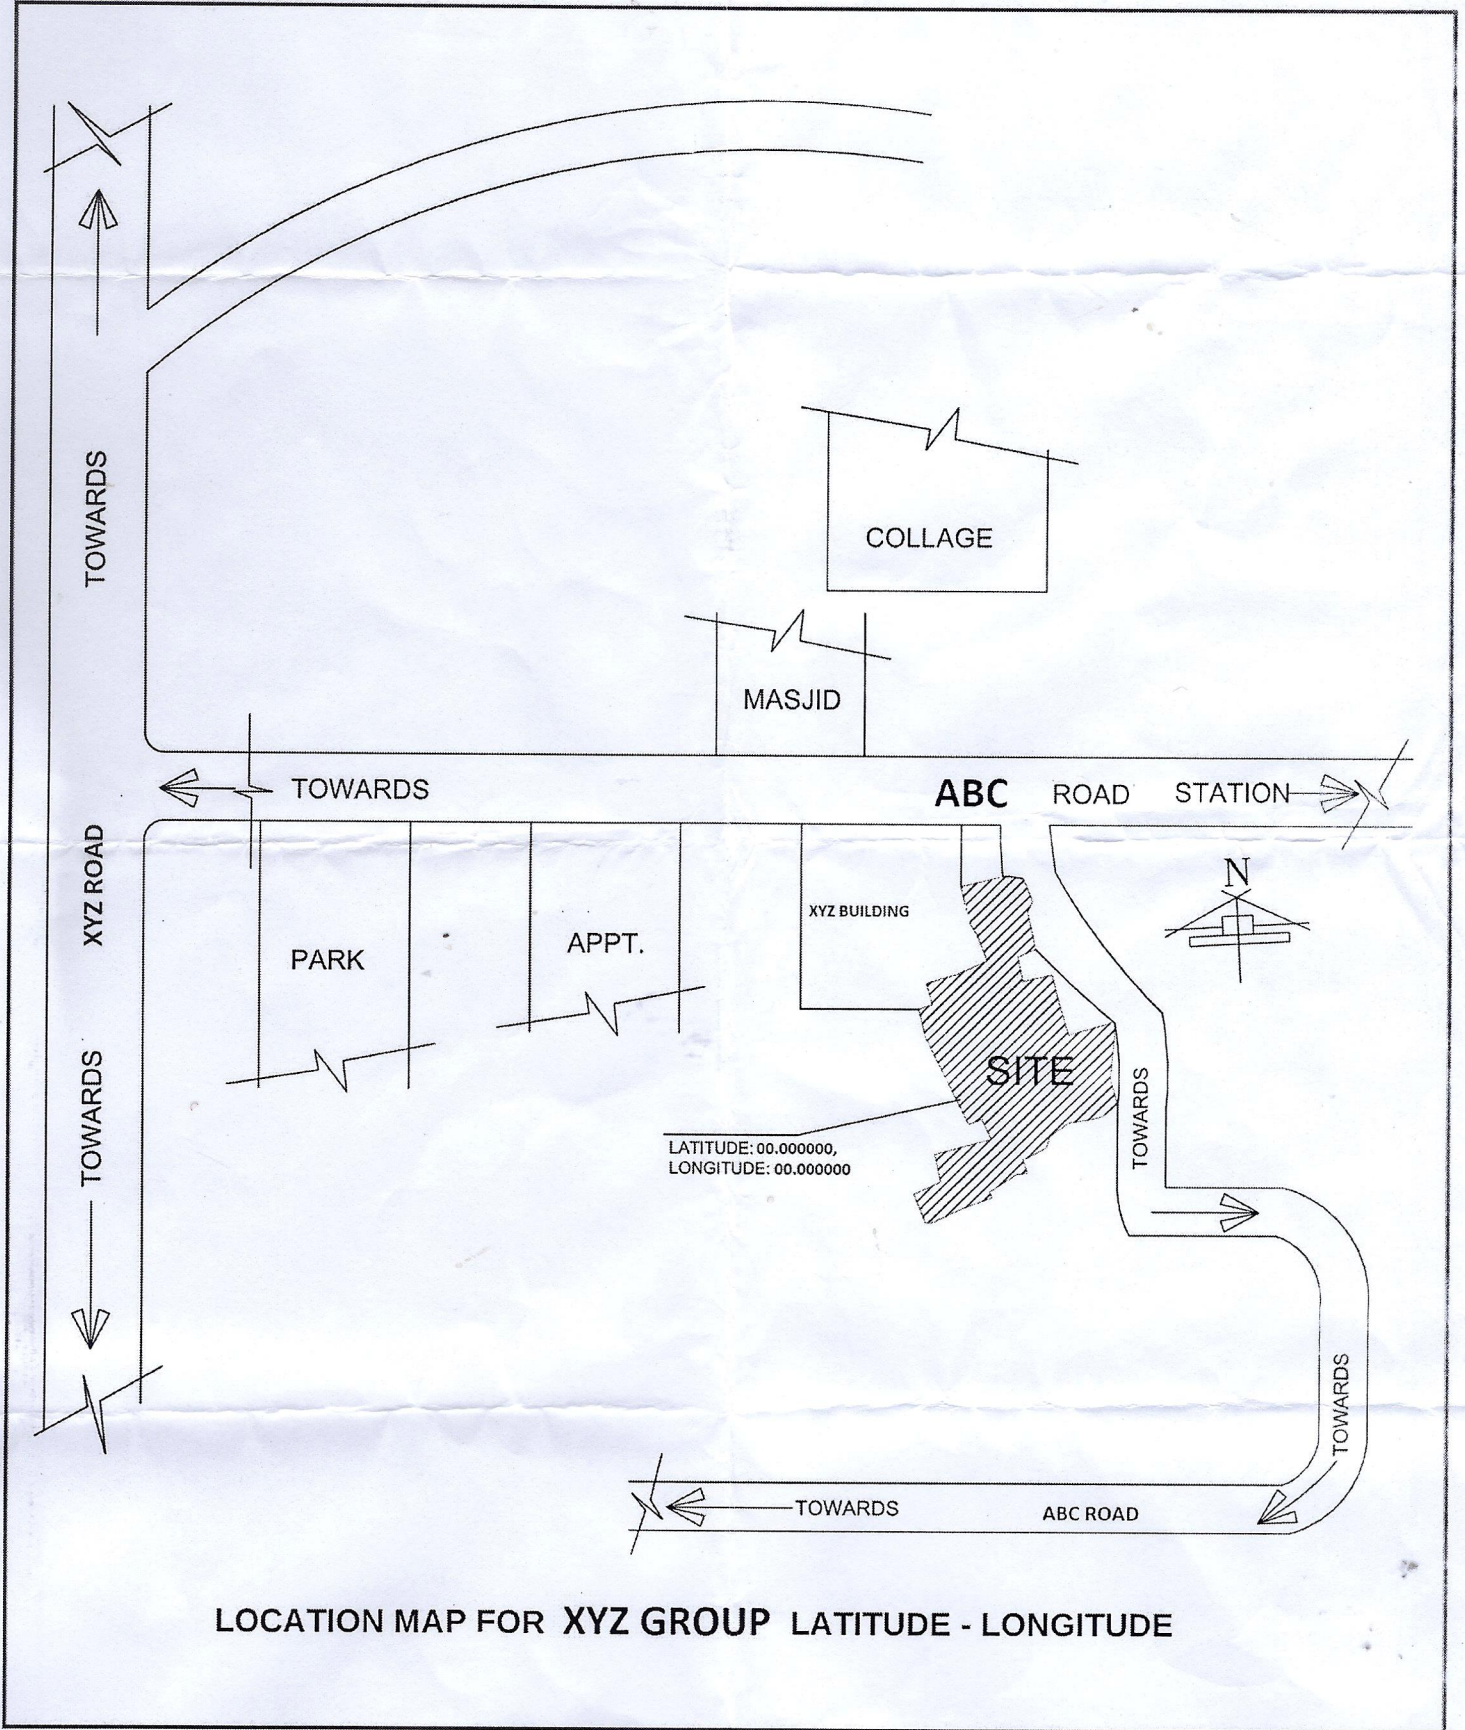 TOWARDS
COLLAGE
MASJID
TOWARDS ABC ROAD STATION
XYZ ROAD
N
PARK
APPT.
XYZ BUILDING
SITE
TOWARDS
TOWARDS
LATITUDE: 00.000000,
LONGITUDE: 00.000000
TOWARDS
TOWARDS ABC ROAD
LOCATION MAP FOR XYZ GROUP LATITUDE - LONGITUDE